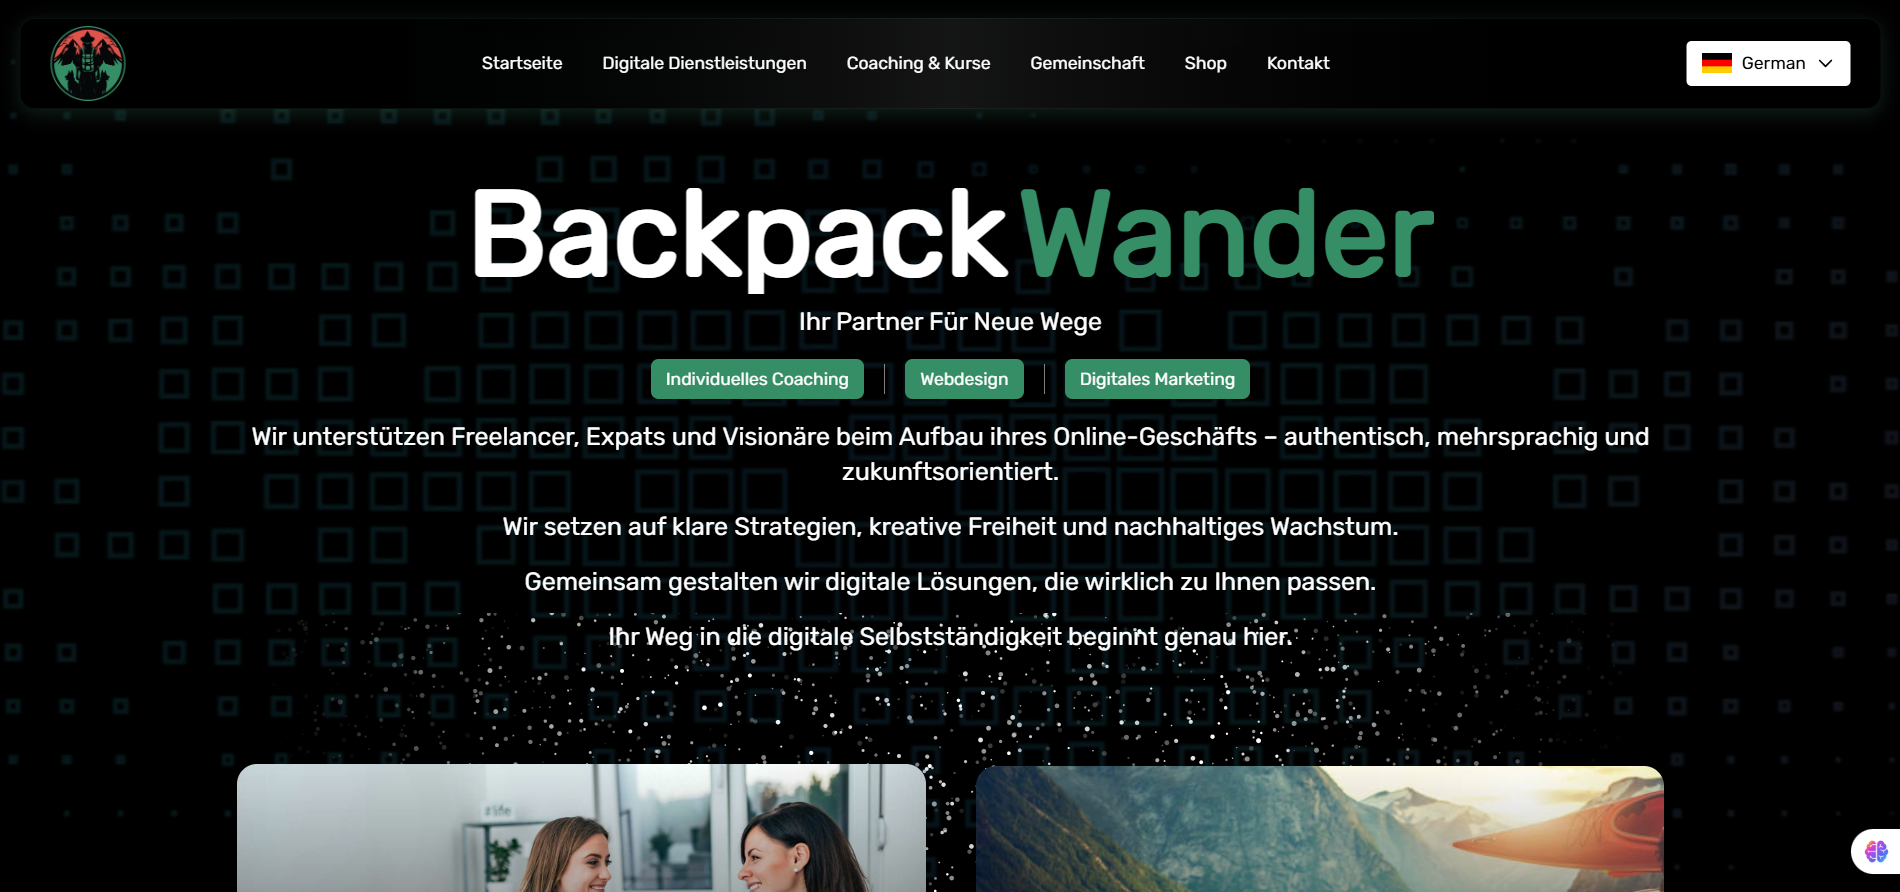 Startseite
Digitale Dienstleistungen
Coaching & Kurse
Gemeinschaft
Shop
Kontakt
German
BackpackWander
Ihr Partner Für Neue Wege
Individuelles Coaching
Webdesign
Digitales Marketing
Wir unterstützen Freelancer, Expats und Visionäre beim Aufbau ihres Online-Geschäfts – authentisch, mehrsprachig und
zukunftsorientiert.
Wir setzen auf klare Strategien, kreative Freiheit und nachhaltiges Wachstum.
Gemeinsam gestalten wir digitale Lösungen, die wirklich zu Ihnen passen.
Ihr Weg in die digitale Selbstständigkeit beginnt genau hier.
#life